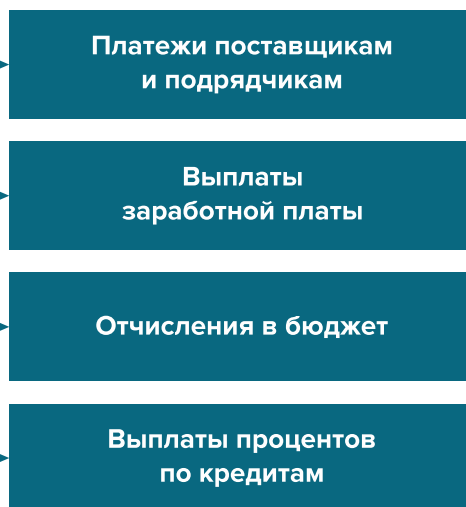 Платежи поставщикам
и подрядчикам
Выплаты
заработной платы
Отчисления в бюджет
Выплаты процентов
по кредитам